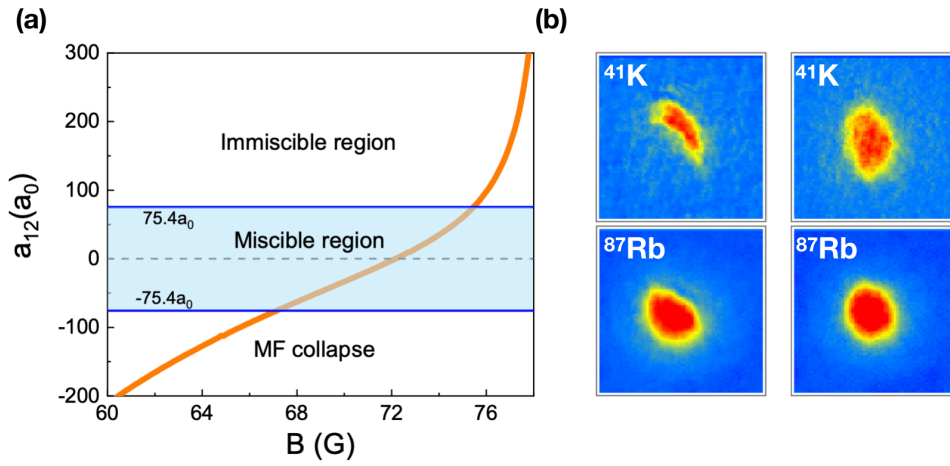 (a)
300
200
100
0
-100
-200
a₁₂(a₀)
Immiscible region
75.4a₀
Miscible region
-75.4a₀
MF collapse
60
64
68
72
76
B (G)
(b)
⁴¹K
⁴¹K
⁸⁷Rb
⁸⁷Rb